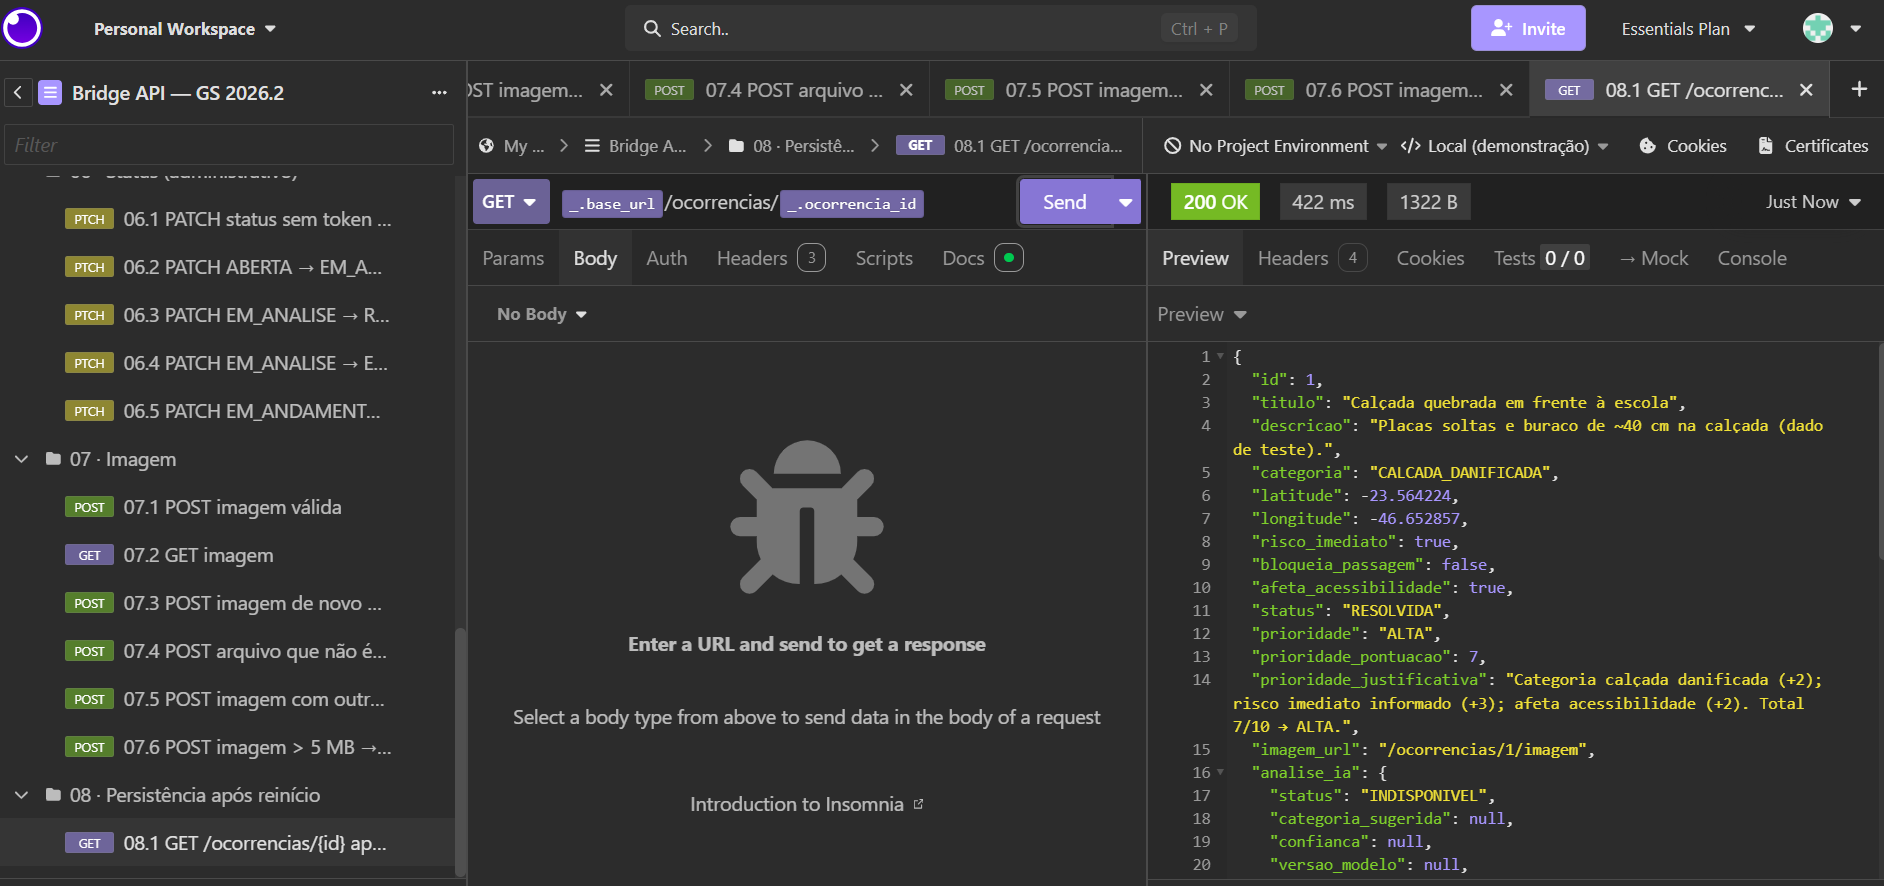 Personal Workspace
Search..
Ctrl + P
Invite
Essentials Plan
Bridge API — GS 2026.2
Filter
06 · Status (administrativo)
PTCH 06.1 PATCH status sem token ...
PTCH 06.2 PATCH ABERTA → EM_A...
PTCH 06.3 PATCH EM_ANALISE → R...
PTCH 06.4 PATCH EM_ANALISE → E...
PTCH 06.5 PATCH EM_ANDAMENT...
07 · Imagem
POST 07.1 POST imagem válida
GET 07.2 GET imagem
POST 07.3 POST imagem de novo ...
POST 07.4 POST arquivo que não é...
POST 07.5 POST imagem com outr...
POST 07.6 POST imagem > 5 MB →...
08 · Persistência após reinício
GET 08.1 GET /ocorrencias/{id} ap...
OST imagem...
POST 07.4 POST arquivo ...
POST 07.5 POST imagem...
POST 07.6 POST imagem...
GET 08.1 GET /ocorrenc...
My ... > Bridge A... > 08 · Persistê... > GET 08.1 GET /ocorrencia...
No Project Environment
Local (demonstração)
Cookies
Certificates
GET _.base_url /ocorrencias/ _.ocorrencia_id
Send
200 OK 422 ms 1322 B
Just Now
Params Body Auth Headers 3 Scripts Docs
No Body
Enter a URL and send to get a response
Select a body type from above to send data in the body of a request
Introduction to Insomnia
Preview Headers 4 Cookies Tests 0 / 0 → Mock Console
Preview
1 {
2 "id": 1,
3 "titulo": "Calçada quebrada em frente à escola",
4 "descricao": "Placas soltas e buraco de ~40 cm na calçada (dado
de teste).",
5 "categoria": "CALCADA_DANIFICADA",
6 "latitude": -23.564224,
7 "longitude": -46.652857,
8 "risco_imediato": true,
9 "bloqueia_passagem": false,
10 "afeta_acessibilidade": true,
11 "status": "RESOLVIDA",
12 "prioridade": "ALTA",
13 "prioridade_pontuacao": 7,
14 "prioridade_justificativa": "Categoria calçada danificada (+2);
risco imediato informado (+3); afeta acessibilidade (+2). Total
7/10 → ALTA.",
15 "imagem_url": "/ocorrencias/1/imagem",
16 "analise_ia": {
17 "status": "INDISPONIVEL",
18 "categoria_sugerida": null,
19 "confianca": null,
20 "versao_modelo": null,